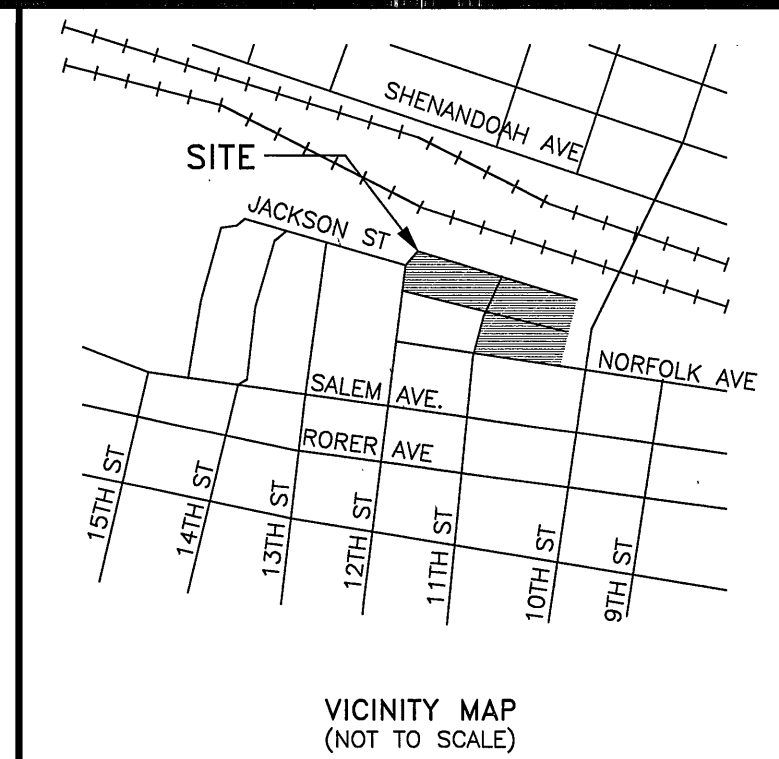 SHENANDOAH AVE
SITE
JACKSON ST
NORFOLK AVE
SALEM AVE.
RORER AVE
15TH ST
14TH ST
13TH ST
12TH ST
11TH ST
10TH ST
9TH ST
VICINITY MAP
(NOT TO SCALE)